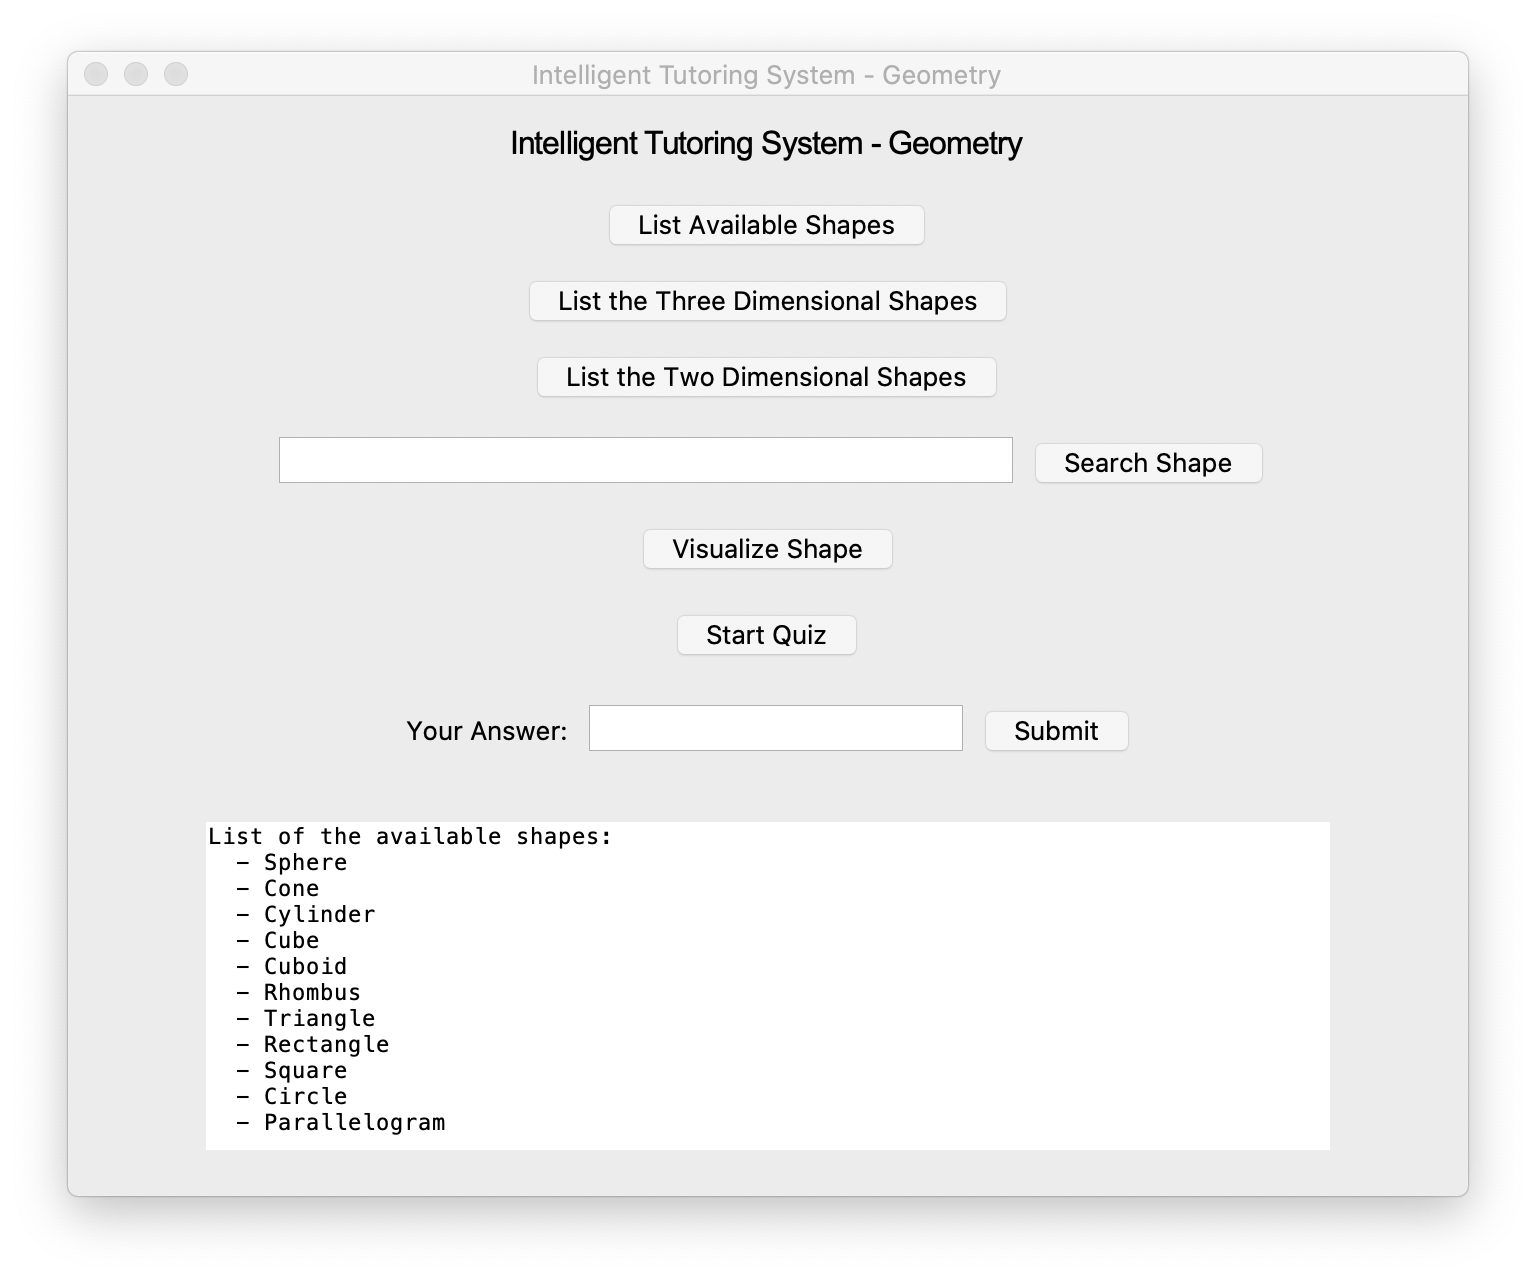 Intelligent Tutoring System - Geometry
Intelligent Tutoring System - Geometry
List Available Shapes
List the Three Dimensional Shapes
List the Two Dimensional Shapes
Search Shape
Visualize Shape
Start Quiz
Your Answer: Submit
List of the available shapes:
- Sphere
- Cone
- Cylinder
- Cube
- Cuboid
- Rhombus
- Triangle
- Rectangle
- Square
- Circle
- Parallelogram